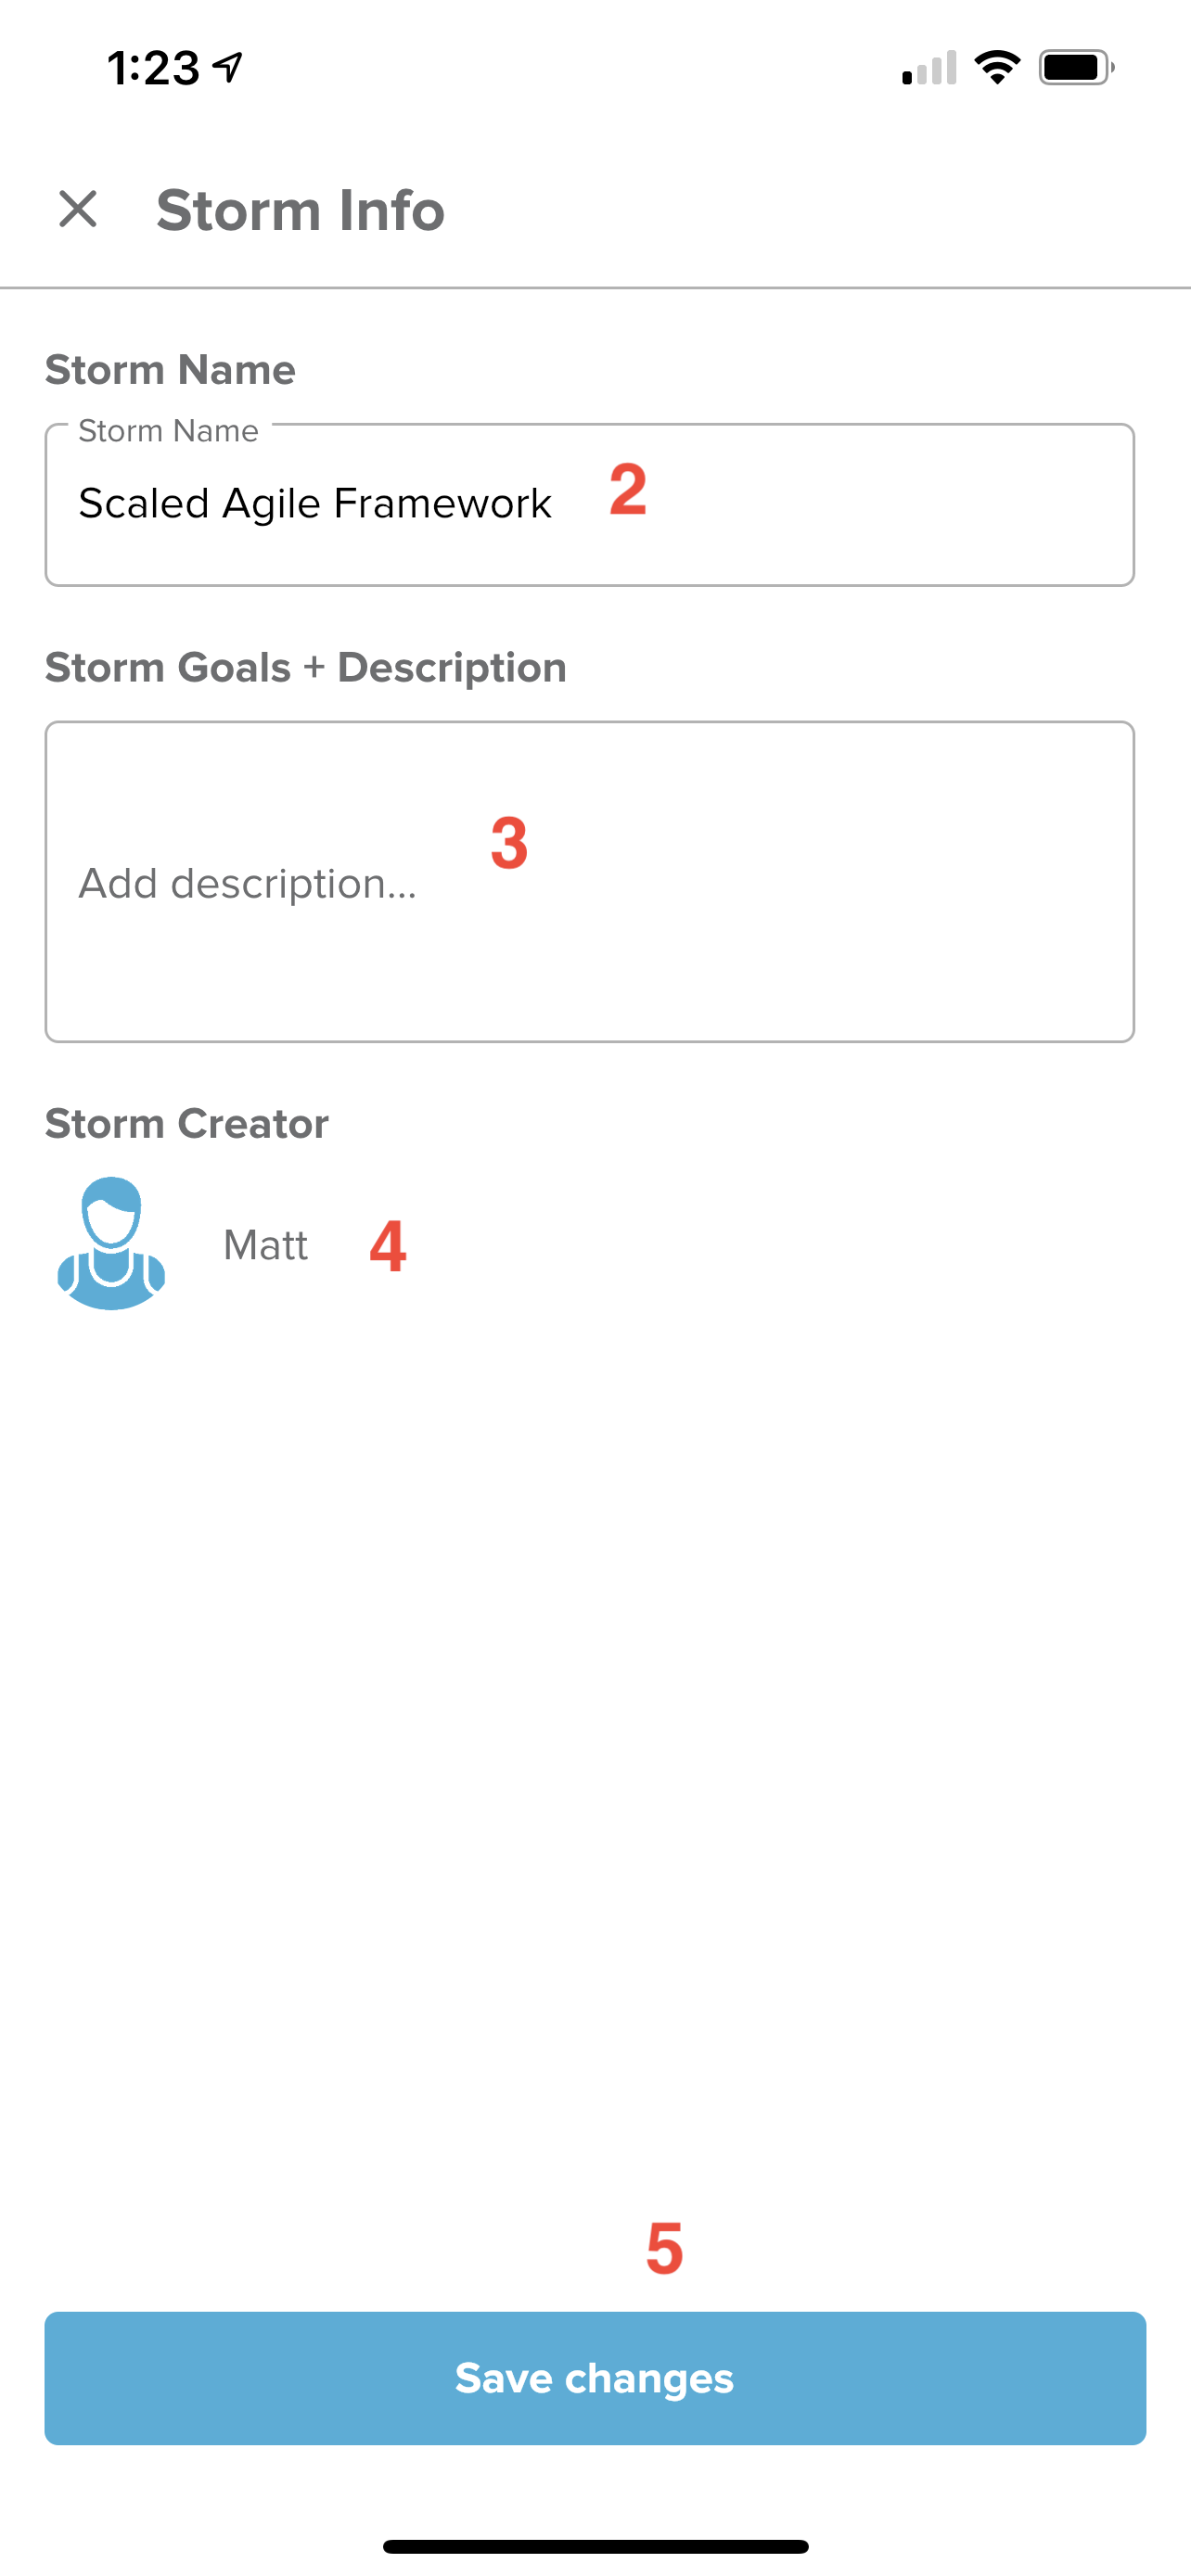 1:23
Storm Info
Storm Name
Storm Name
Scaled Agile Framework 2
Storm Goals + Description
3
Add description...
Storm Creator
Matt 4
5
Save changes